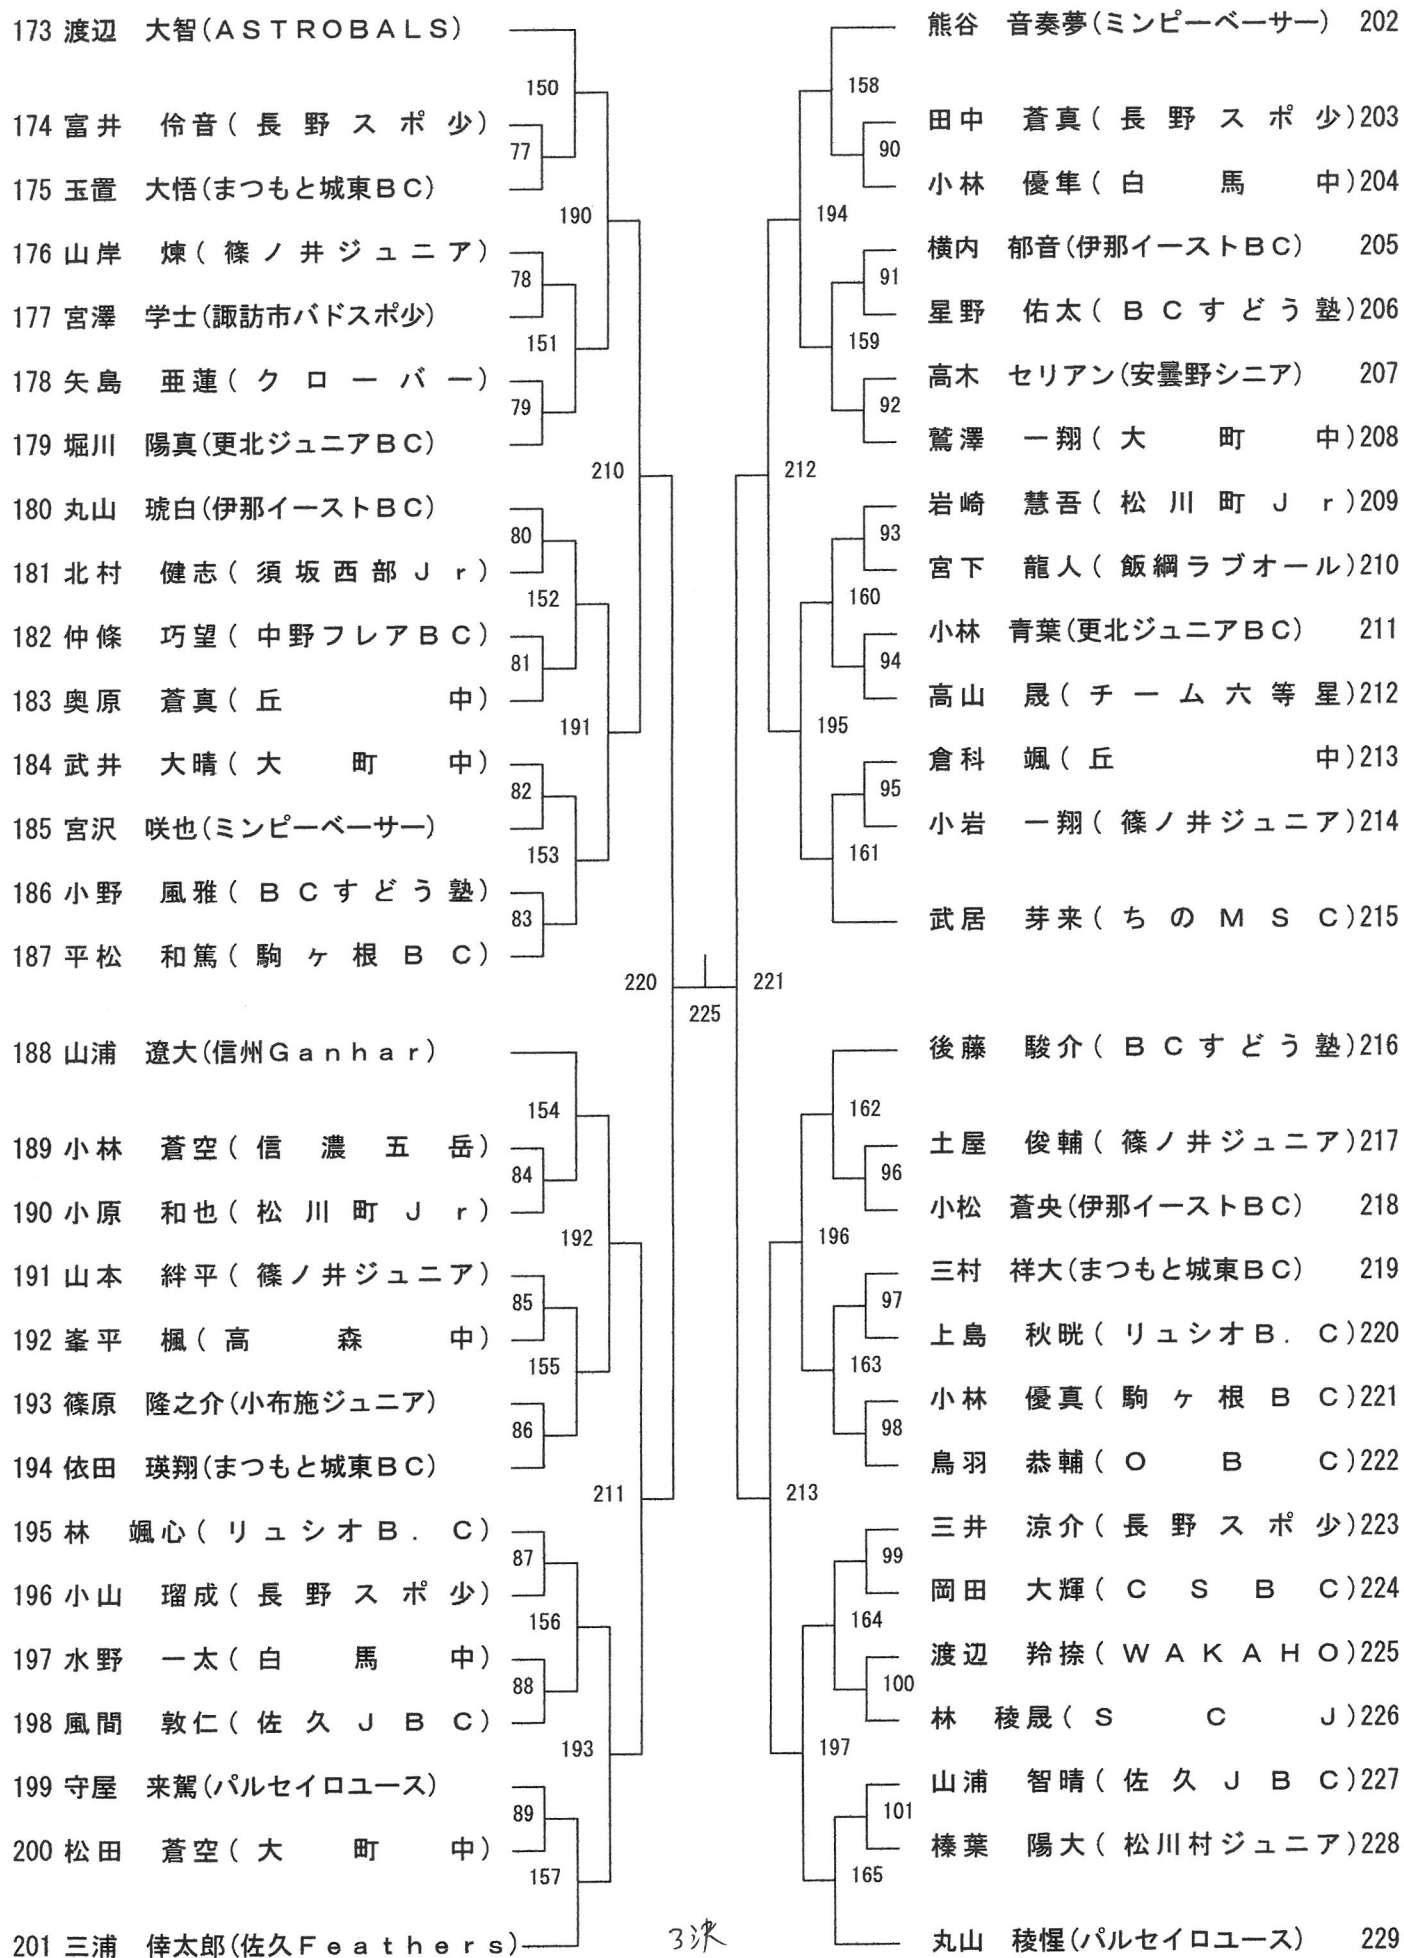 173 渡辺 大智(ASTROBALS)
174 富井 伶音(長野スポ少)
175 玉置 大悟(まつもと城東BC)
176 山岸 煉(篠ノ井ジュニア)
177 宮澤 学士(諏訪市バドスポ少)
178 矢島 亜蓮(クローバー)
179 堀川 陽真(更北ジュニアBC)
180 丸山 琥白(伊那イーストBC)
181 北村 健志(須坂西部Jr)
182 仲條 巧望(中野フレアBC)
183 奥原 蒼真(丘中)
184 武井 大晴(大町中)
185 宮沢 咲也(ミンピーベーサー)
186 小野 風雅(BCすどう塾)
187 平松 和篤(駒ヶ根BC)
188 山浦 遼大(信州Ganhar)
189 小林 蒼空(信濃五岳)
190 小原 和也(松川町Jr)
191 山本 絆平(篠ノ井ジュニア)
192 峯平 楓(高森中)
193 篠原 隆之介(小布施ジュニア)
194 依田 瑛翔(まつもと城東BC)
195 林 颯心(リュシオB.C)
196 小山 瑠成(長野スポ少)
197 水野 一太(白馬中)
198 風間 敦仁(佐久JBC)
199 守屋 来駕(パルセイロユース)
200 松田 蒼空(大町中)
201 三浦 倖太郎(佐久Feathers)
150
77
190
78
151
79
210
80
152
81
191
82
153
83
220
154
84
192
85
155
86
211
87
156
88
193
89
157
225
3決
221
158
90
194
91
159
92
212
93
160
94
195
95
161
162
96
196
97
163
98
213
99
164
100
197
101
165
熊谷 音奏夢(ミンピーベーサー) 202
田中 蒼真(長野スポ少)203
小林 優隼(白馬中)204
横内 郁音(伊那イーストBC) 205
星野 佑太(BCすどう塾)206
高木 セリアン(安曇野シニア) 207
鷲澤 一翔(大町中)208
岩崎 慧吾(松川町Jr)209
宮下 龍人(飯綱ラブオール)210
小林 青葉(更北ジュニアBC) 211
高山 晟(チーム六等星)212
倉科 颯(丘中)213
小岩 一翔(篠ノ井ジュニア)214
武居 芽来(ちのMSC)215
後藤 駿介(BCすどう塾)216
土屋 俊輔(篠ノ井ジュニア)217
小松 蒼央(伊那イーストBC) 218
三村 祥大(まつもと城東BC) 219
上島 秋晄(リュシオB.C)220
小林 優真(駒ヶ根BC)221
鳥羽 恭輔(OBC)222
三井 涼介(長野スポ少)223
岡田 大輝(CSBC)224
渡辺 羚捺(WAKAHO)225
林 稜晟(SCJ)226
山浦 智晴(佐久JBC)227
榛葉 陽大(松川村ジュニア)228
丸山 稜惺(パルセイロユース) 229